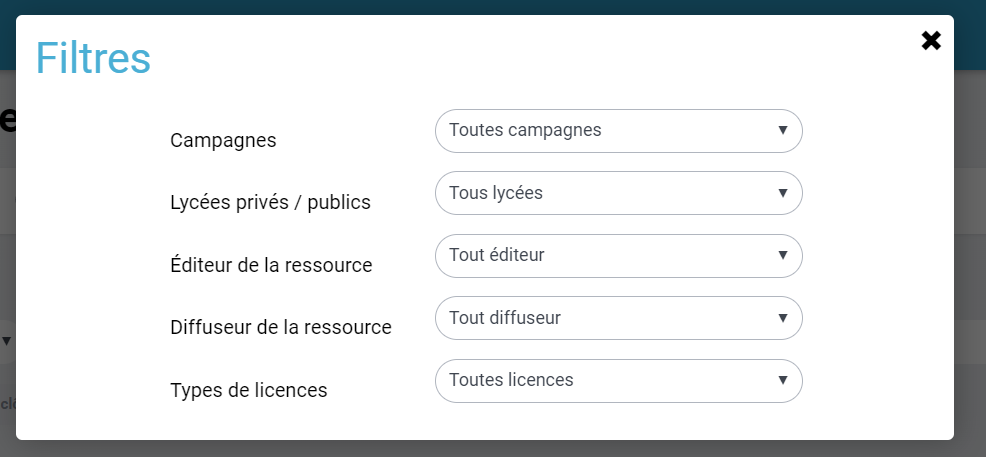 Filtres
Campagnes
Toutes campagnes
Lycées privés / publics
Tous lycées
Éditeur de la ressource
Tout éditeur
Diffuseur de la ressource
Tout diffuseur
Types de licences
Toutes licences